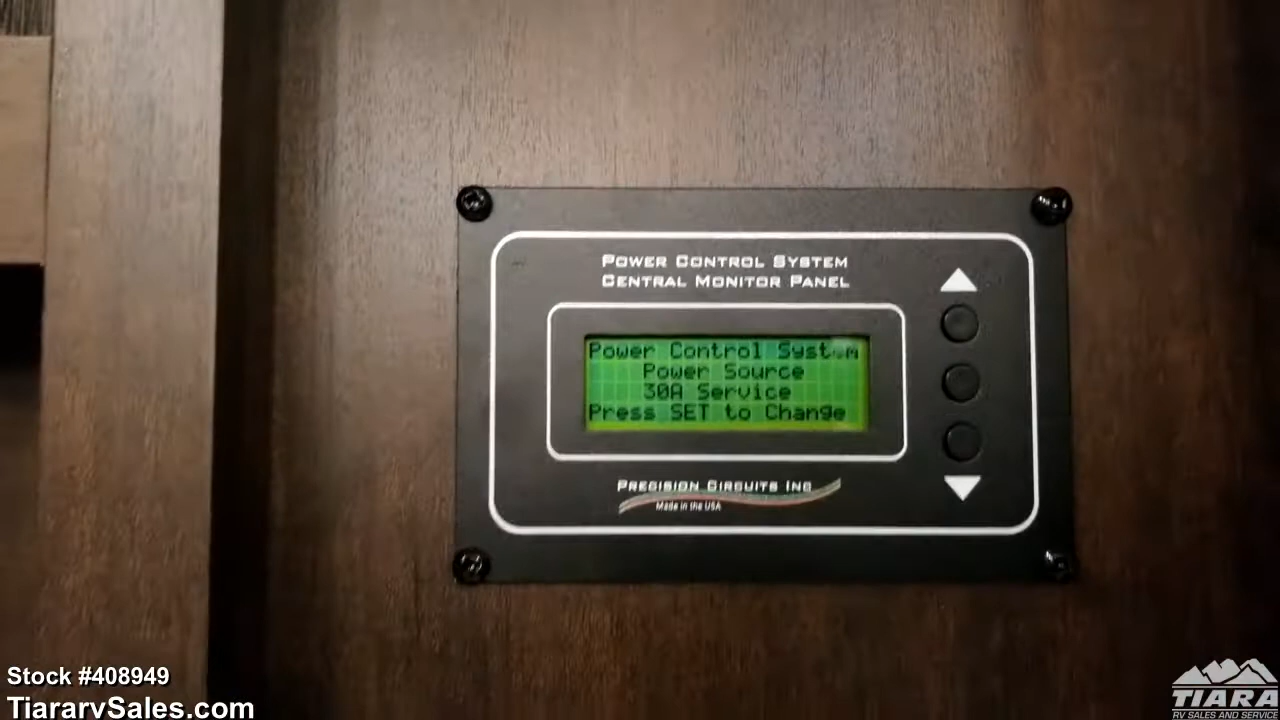 POWER CONTROL SYSTEM
CENTRAL MONITOR PANEL
Power Control System
Power Source
30A Service
Press SET to Change
PRECISION CIRCUITS INC
Made in the USA
Stock #408949
TiararvSales.com
TIARA
RV SALES AND SERVICE